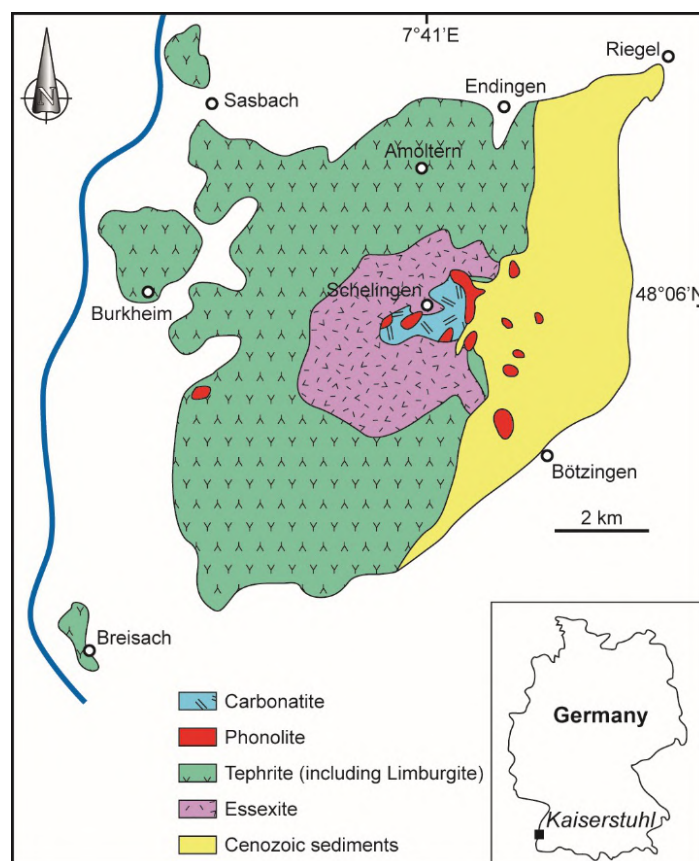 7°41'E
Riegel
Endingen
Sasbach
N
Amoltern
Schelingen
48°06'N
Burkheim
Bötzingen
2 km
Breisach
Carbonatite
Phonolite
Tephrite (including Limburgite)
Essexite
Cenozoic sediments
Germany
Kaiserstuhl